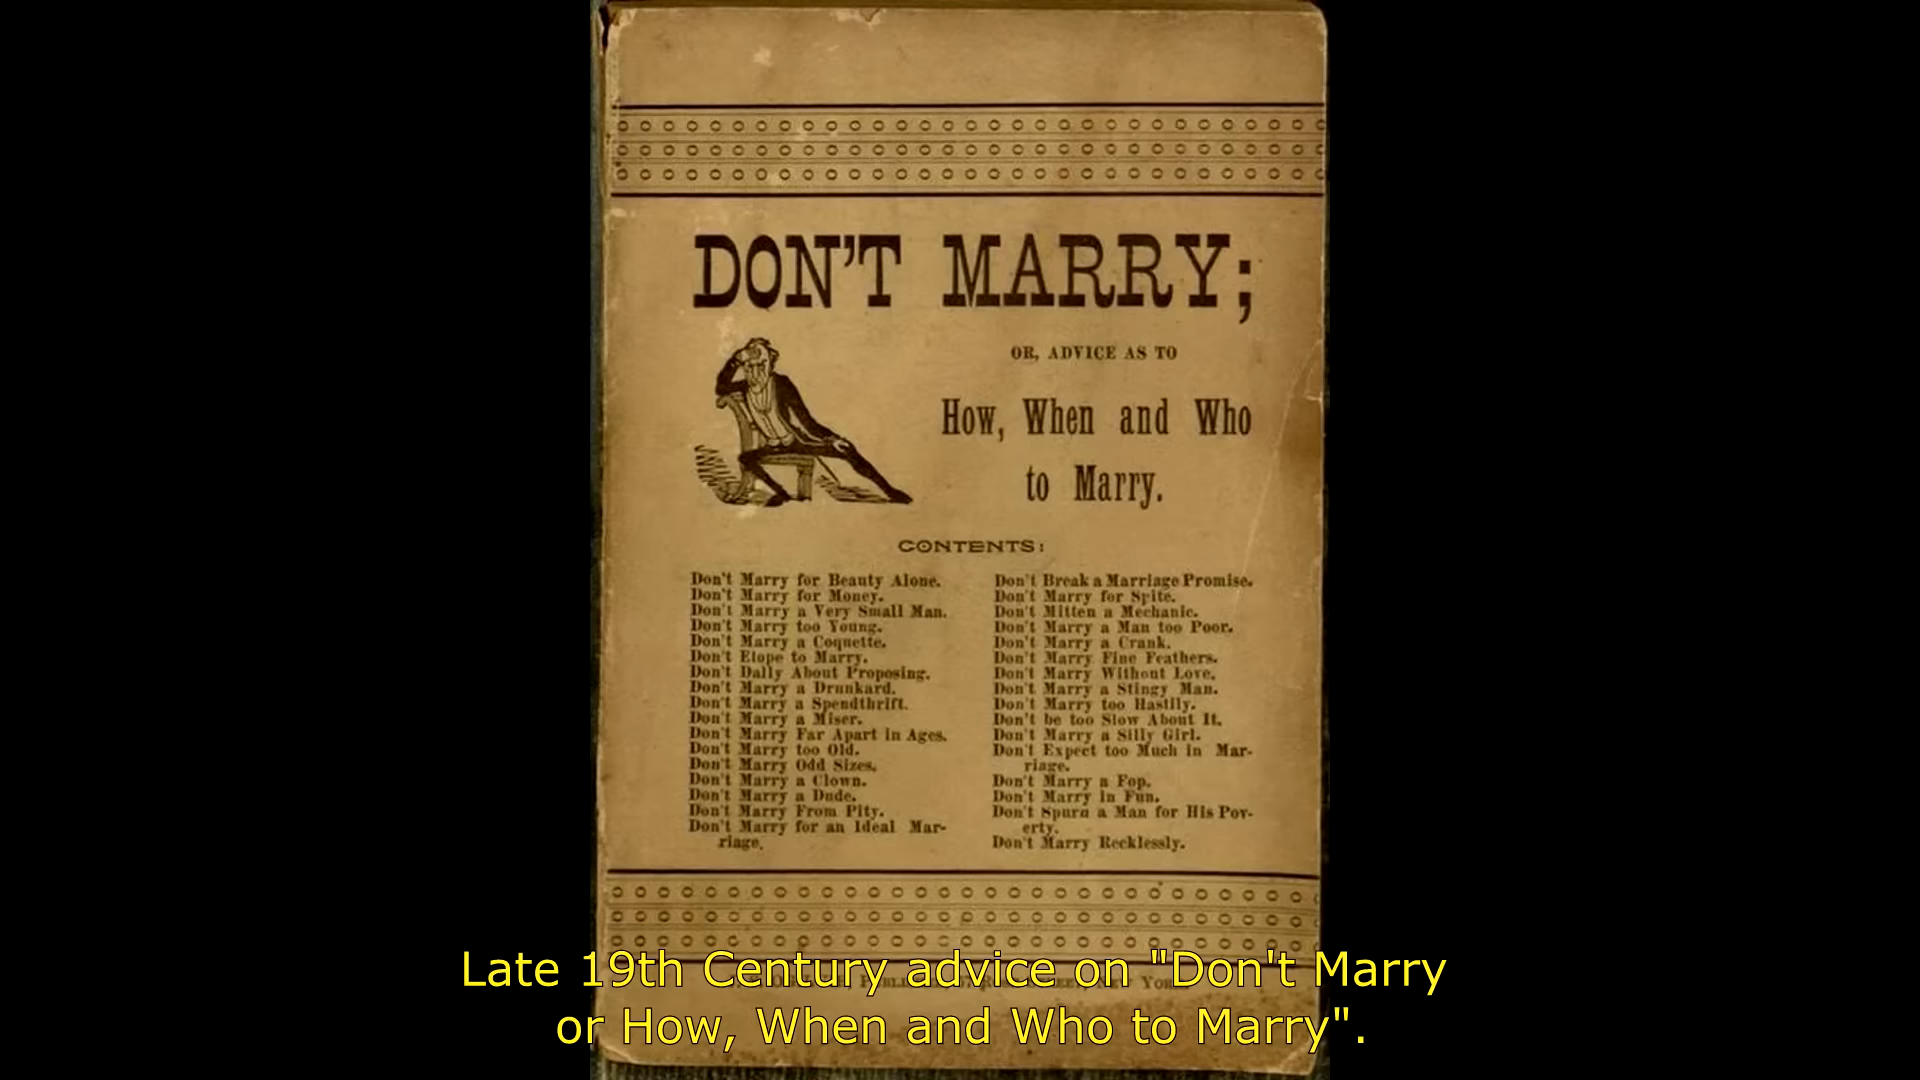 DON'T MARRY;
OR, ADVICE AS TO
How, When and Who
to Marry.
CONTENTS:
Don't Marry for Beauty Alone.
Don't Marry for Money.
Don't Marry a Very Small Man.
Don't Marry too Young.
Don't Marry a Coquette.
Don't Elope to Marry.
Don't Dally About Proposing.
Don't Marry a Drunkard.
Don't Marry a Spendthrift.
Don't Marry a Miser.
Don't Marry Far Apart in Ages.
Don't Marry too Old.
Don't Marry Odd Sizes.
Don't Marry a Clown.
Don't Marry a Dude.
Don't Marry From Pity.
Don't Marry for an Ideal Mar-
riage.
Don't Break a Marriage Promise.
Don't Marry for Spite.
Don't Mitten a Mechanic.
Don't Marry a Man too Poor.
Don't Marry a Crank.
Don't Marry Fine Feathers.
Don't Marry Without Love.
Don't Marry a Stingy Man.
Don't Marry too Hastily.
Don't be too Slow About It.
Don't Marry a Silly Girl.
Don't Expect too Much in Mar-
riage.
Don't Marry a Fop.
Don't Marry in Fun.
Don't Spurn a Man for His Pov-
erty.
Don't Marry Recklessly.
Late 19th Century advice on "Don't Marry
or How, When and Who to Marry".